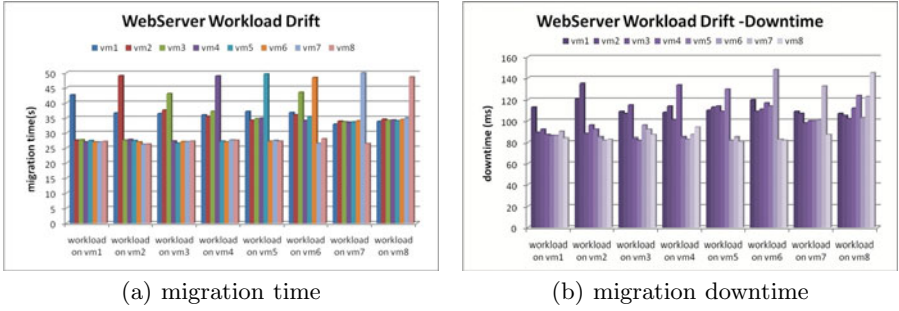 WebServer Workload Drift
vm1 vm2 vm3 vm4 vm5 vm6 vm7 vm8
migration time(s)
50
45
40
35
30
25
20
15
10
5
0
workload on vm1
workload on vm2
workload on vm3
workload on vm4
workload on vm5
workload on vm6
workload on vm7
workload on vm8
(a) migration time
WebServer Workload Drift -Downtime
vm1 vm2 vm3 vm4 vm5 vm6 vm7 vm8
downtime (ms)
160
140
120
100
80
60
40
20
0
workload on vm1
workload on vm2
workload on vm3
workload on vm4
workload on vm5
workload on vm6
workload on vm7
workload on vm8
(b) migration downtime